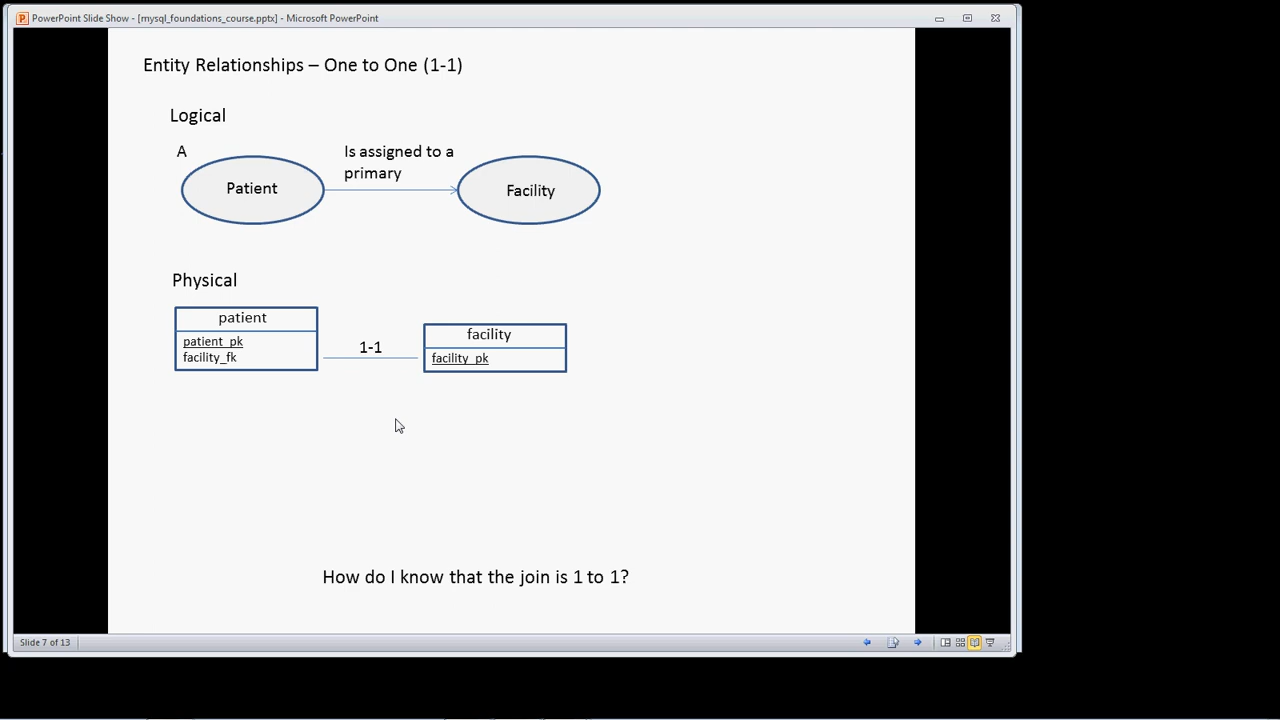 PowerPoint Slide Show - [mysql_foundations_course.pptx] - Microsoft PowerPoint
Entity Relationships – One to One (1-1)
Logical
A
Is assigned to a
primary
Patient
Facility
Physical
patient
patient_pk
facility_fk
1-1
facility
facility_pk
How do I know that the join is 1 to 1?
Slide 7 of 13